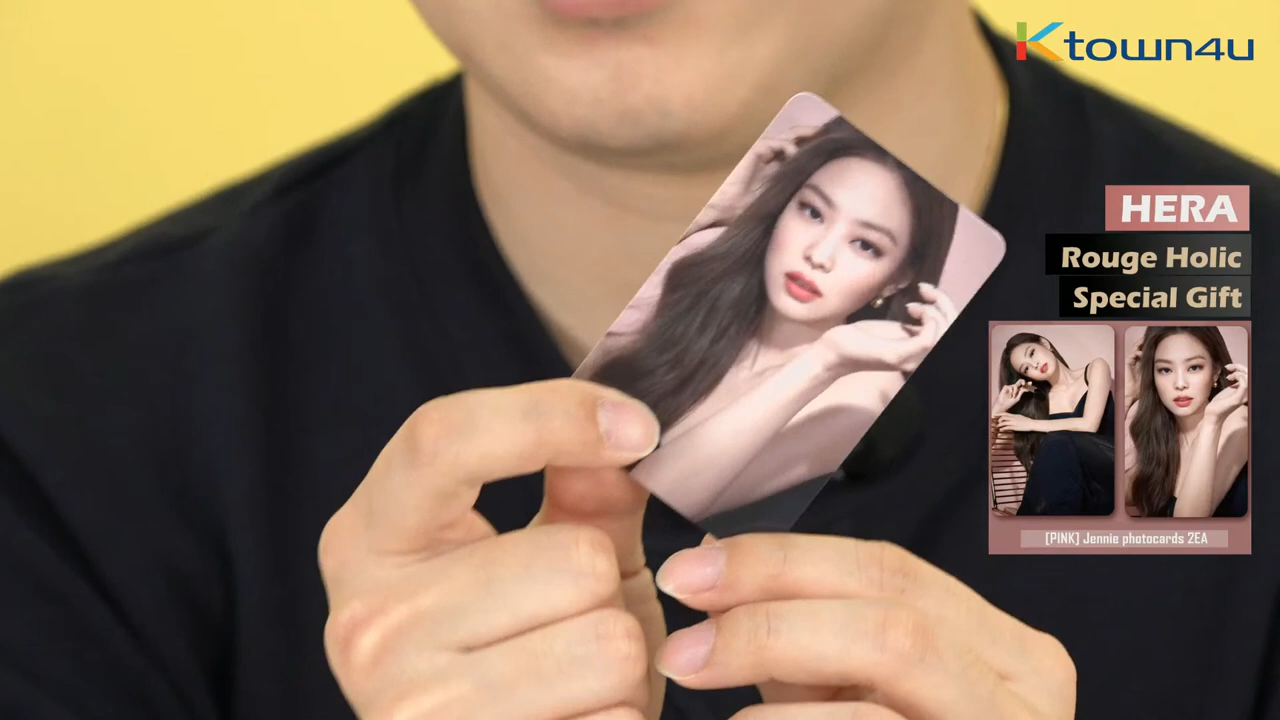 Ktown4u
HERA
Rouge Holic
Special Gift
[PINK] Jennie photocards 2EA